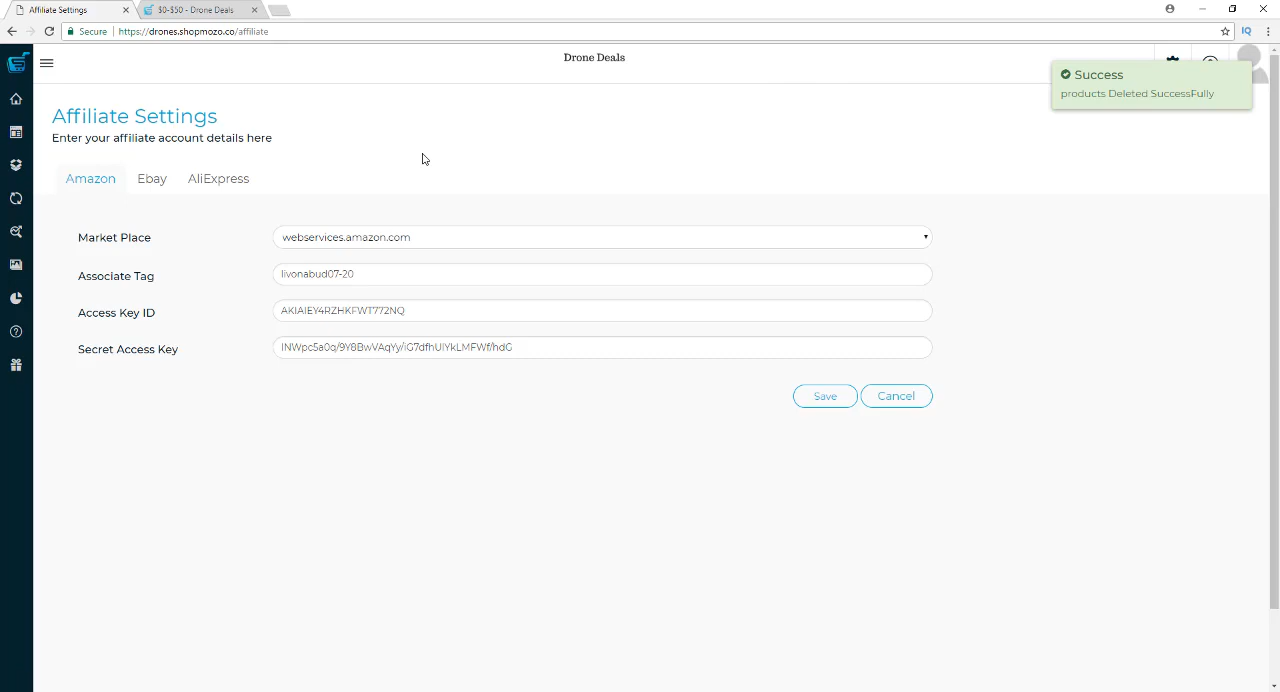 Affiliate Settings
$0-$50 - Drone Deals
Secure
https://drones.shopmozo.co/affiliate
IQ
Drone Deals
Success
products Deleted SuccessFully
Affiliate Settings
Enter your affiliate account details here
Amazon
Ebay
AliExpress
Market Place
webservices.amazon.com
Associate Tag
livonabud07-20
Access Key ID
AKIAIEY4RZHKFWT772NQ
Secret Access Key
lNWpc5a0q/9Y8BwVAqYy/iG7dfhUIYkLMFWf/hdG
Save
Cancel